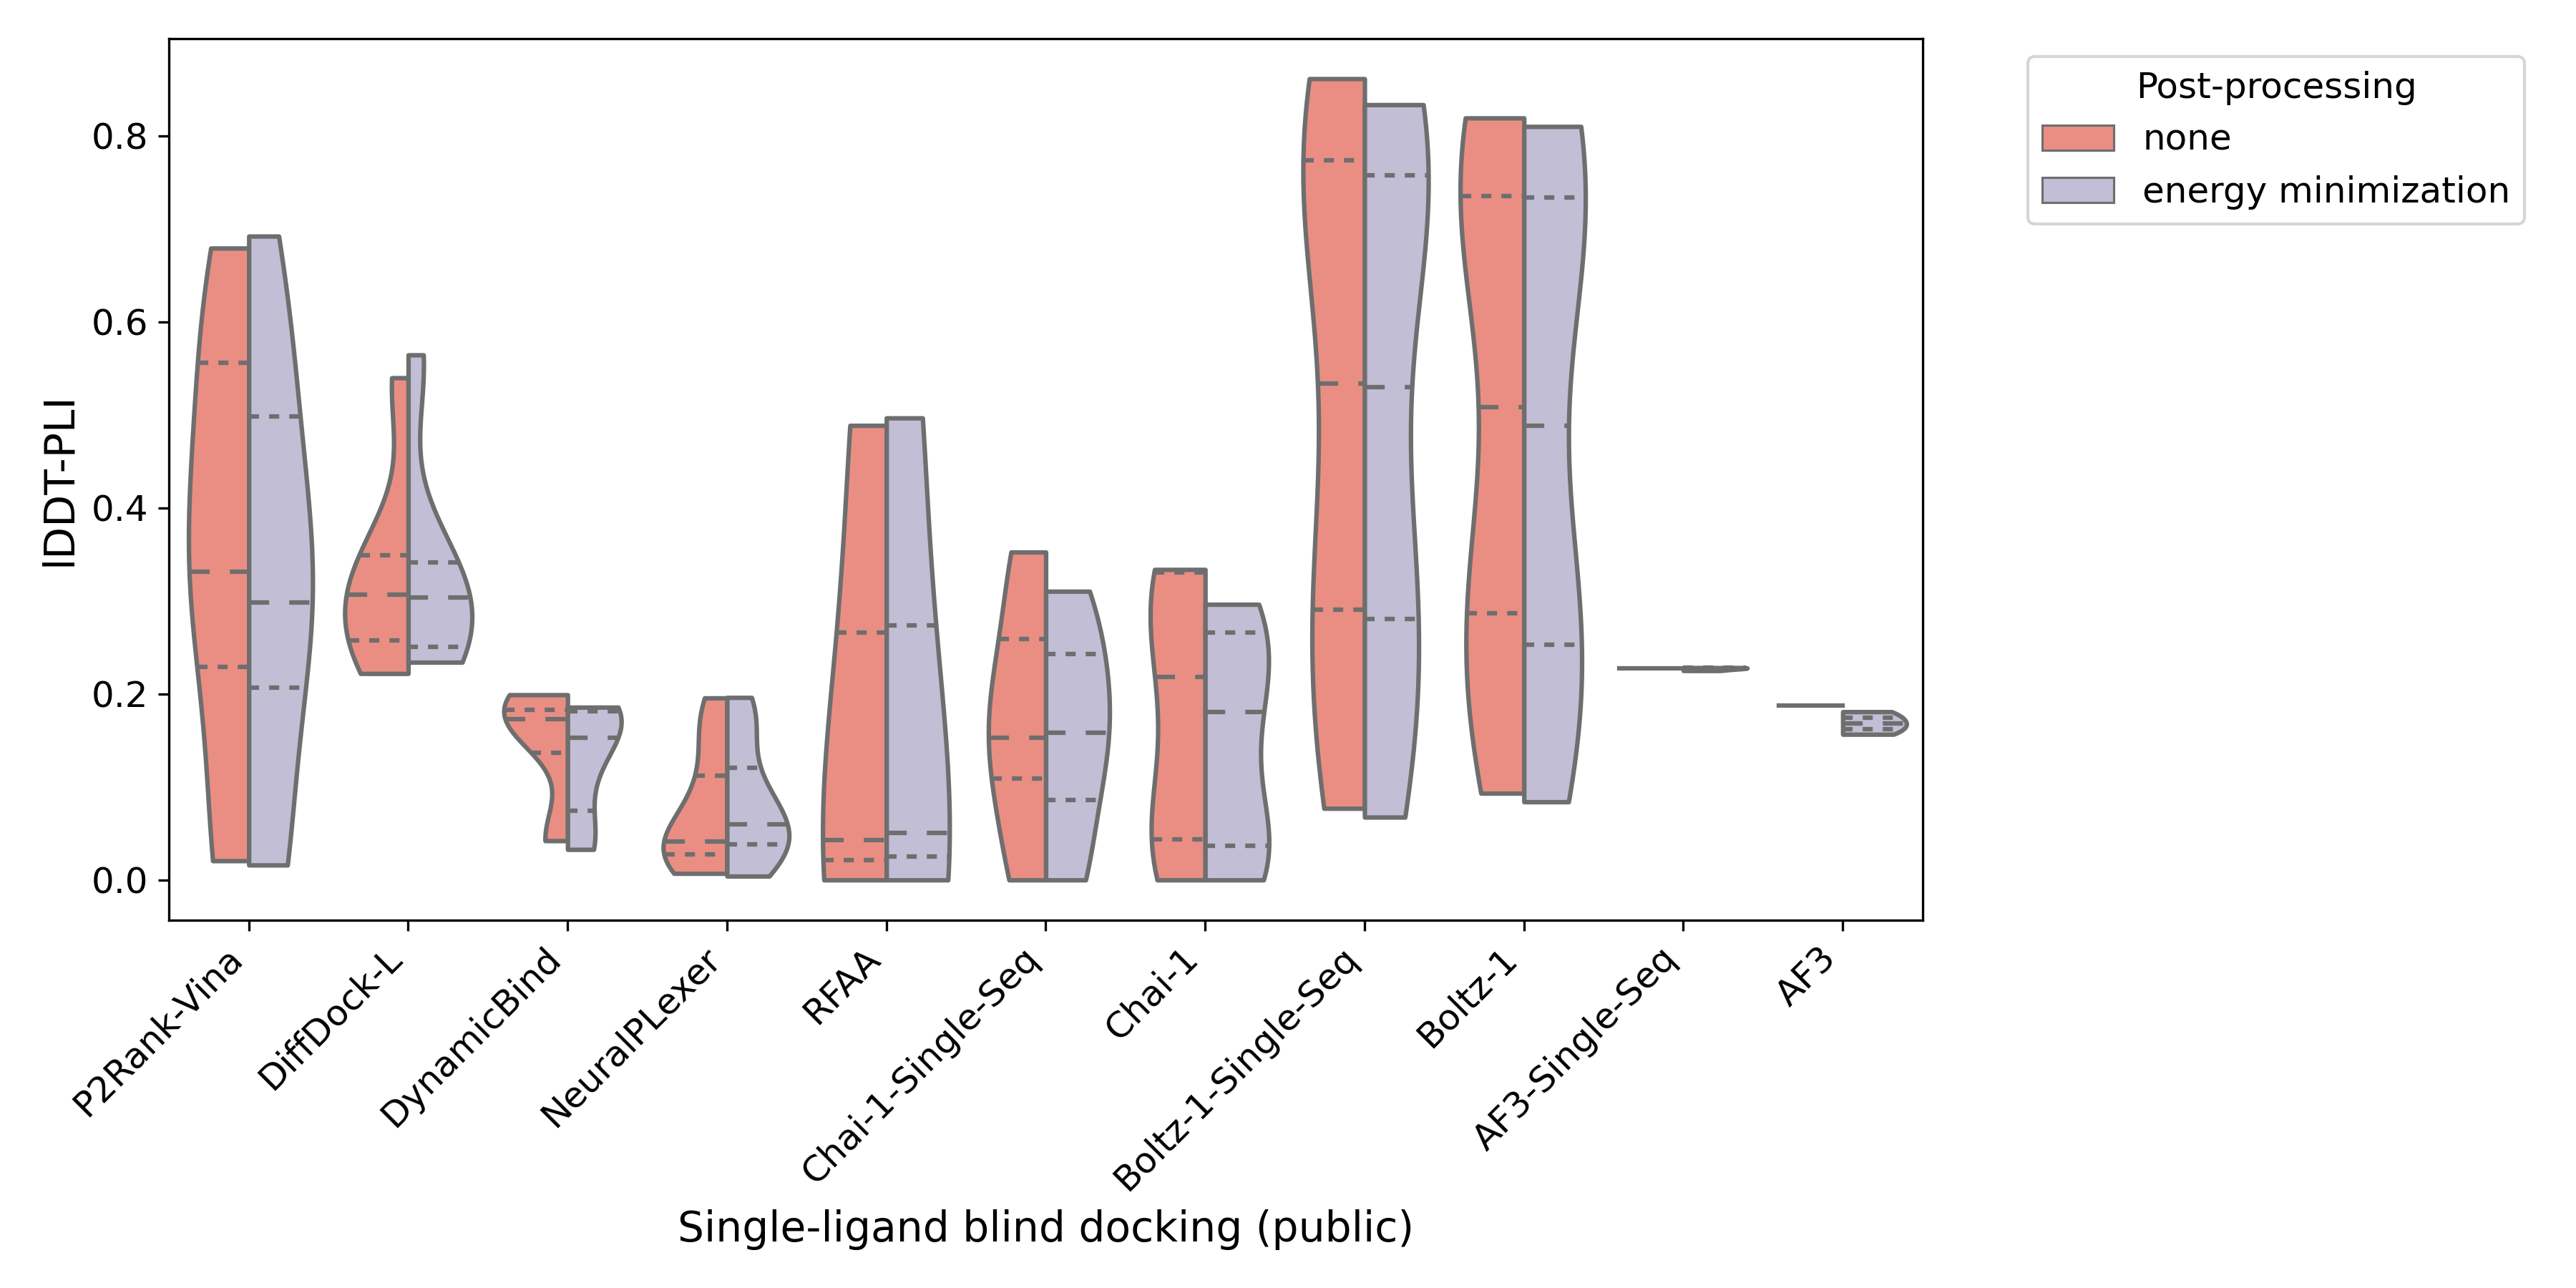 Post-processing
none
energy minimization
lDDT-PLI
0.8
0.6
0.4
0.2
0.0
P2Rank-Vina
DiffDock-L
DynamicBind
NeuralPLexer
RFAA
Chai-1-Single-Seq
Chai-1
Boltz-1-Single-Seq
Boltz-1
AF3-Single-Seq
AF3
Single-ligand blind docking (public)